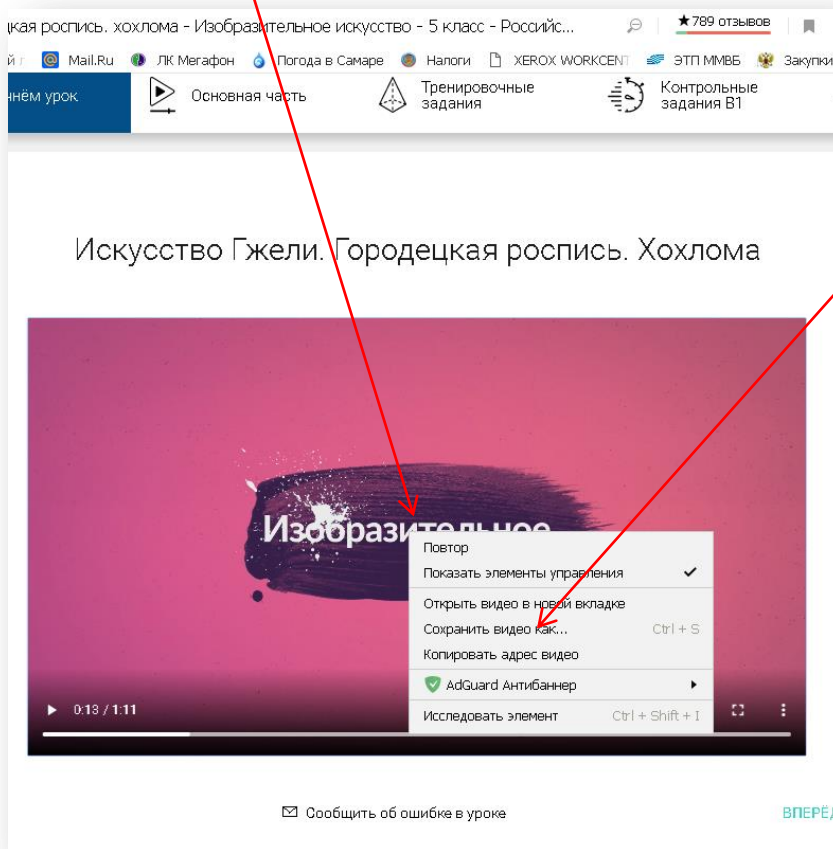 кая роспись. хохлома - Изобразительное искусство - 5 класс - Российс... ★789 отзывов
й Mail.Ru ЛК Мегафон Погода в Самаре Налоги XEROX WORKCENT ЭТП ММВБ Закупки
нём урок Основная часть Тренировочные задания Контрольные задания В1
Искусство Гжели. Городецкая роспись. Хохлома
Изобразительное
Повтор
Показать элементы управления ✔
Открыть видео в новой вкладке
Сохранить видео как... Ctrl + S
Копировать адрес видео
AdGuard Антибаннер
Исследовать элемент Ctrl + Shift + I
0:13 / 1:11
Сообщить об ошибке в уроке ВПЕРЁД